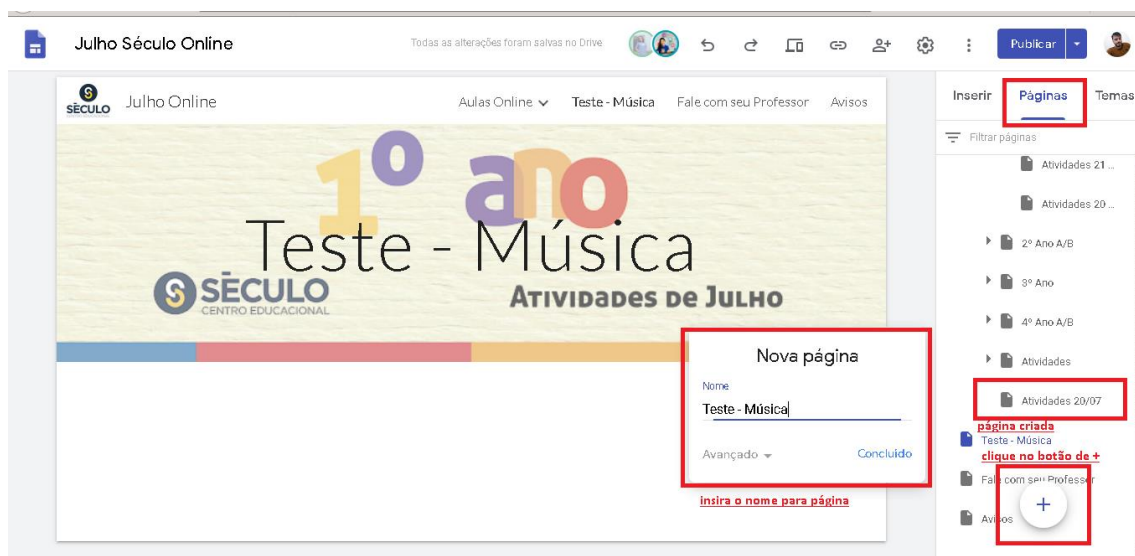 Julho Século Online
Todas as alterações foram salvas no Drive
Publicar
SÈCULO
CENTRO EDUCACIONAL
Julho Online
Aulas Online
Teste - Música
Fale com seu Professor
Avisos
1º ano
Teste - Música
SÈCULO
CENTRO EDUCACIONAL
Atividades de Julho
Nova página
Nome
Teste - Música
Avançado
Concluído
insira o nome para página
Inserir
Páginas
Temas
Filtrar páginas
Atividades 21 ...
Atividades 20 ...
2º Ano A/B
3º Ano
4º Ano A/B
Atividades
Atividades 20/07
página criada
Teste - Música
clique no botão de +
Fale com seu Professor
+
Avisos